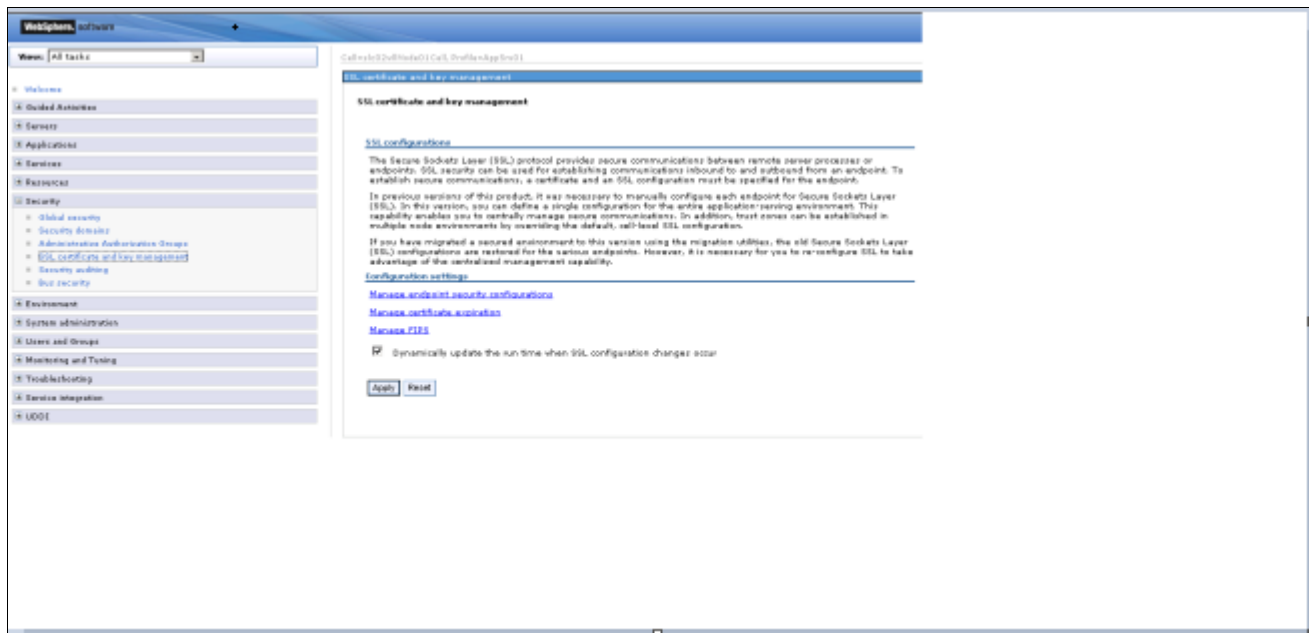 WebSphere. software
View: All tasks
Welcome
Guided Activities
Servers
Applications
Services
Resources
Security
Global security
Security domains
Administrative Authorization Groups
SSL certificate and key management
Security auditing
Bus security
Environment
System administration
Users and Groups
Monitoring and Tuning
Troubleshooting
Service integration
UDDI
SSL certificate and key management
SSL certificate and key management
SSL configurations
The Secure Sockets Layer (SSL) protocol provides secure communications between remote server processes or
endpoints. SSL security can be used for establishing communications inbound to and outbound from an endpoint. To
establish secure communications, a certificate and an SSL configuration must be specified for the endpoint.
In previous versions of this product, it was necessary to manually configure each endpoint for Secure Sockets Layer
(SSL). In this version, you can define a single configuration for the entire application-serving environment. This
capability enables you to centrally manage secure communications. In addition, trust zones can be established in
multiple node environments by overriding the default, cell-level SSL configuration.
If you have migrated a secured environment to this version using the migration utilities, the old Secure Sockets Layer
(SSL) configurations are restored for the various endpoints. However, it is necessary for you to re-configure SSL to take
advantage of the centralized management capability.
Configuration settings
Manage endpoint security configurations
Manage certificate expiration
Manage FIPS
Dynamically update the run time when SSL configuration changes occur
Apply Reset